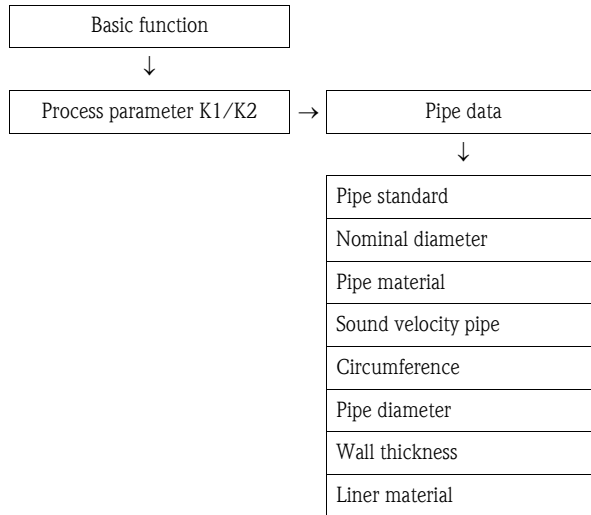 Basic function
↓
Process parameter K1/K2 → Pipe data
↓
Pipe standard
Nominal diameter
Pipe material
Sound velocity pipe
Circumference
Pipe diameter
Wall thickness
Liner material